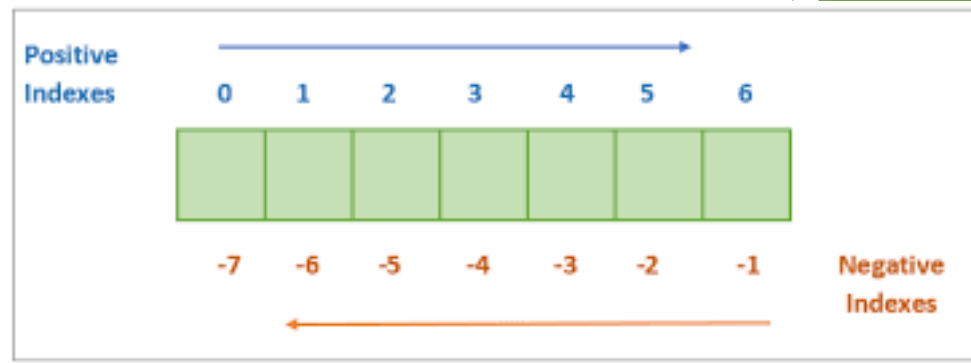 Positive
Indexes
0 1 2 3 4 5 6
-7 -6 -5 -4 -3 -2 -1
Negative
Indexes